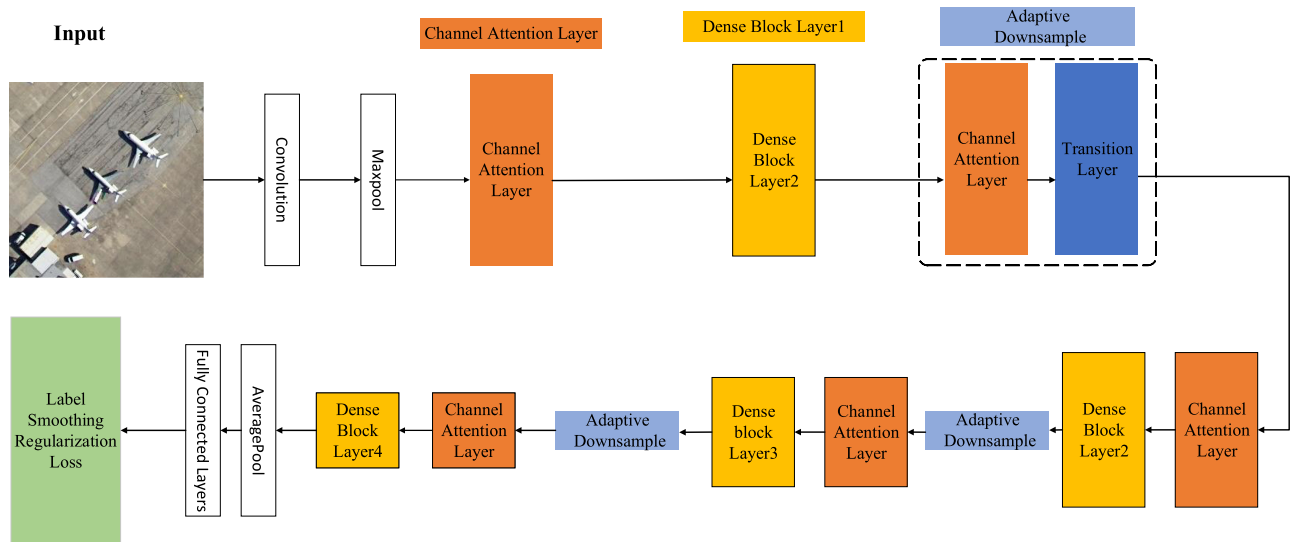 Input
Channel Attention Layer
Dense Block Layer1
Adaptive
Downsample
Convolution
Maxpool
Channel
Attention
Layer
Dense
Block
Layer2
Channel
Attention
Layer
Transition
Layer
Label
Smoothing
Regularization
Loss
Fully Connected Layers
AveragePool
Dense
Block
Layer4
Channel
Attention
Layer
Adaptive
Downsample
Dense
block
Layer3
Channel
Attention
Layer
Adaptive
Downsample
Dense
Block
Layer2
Channel
Attention
Layer